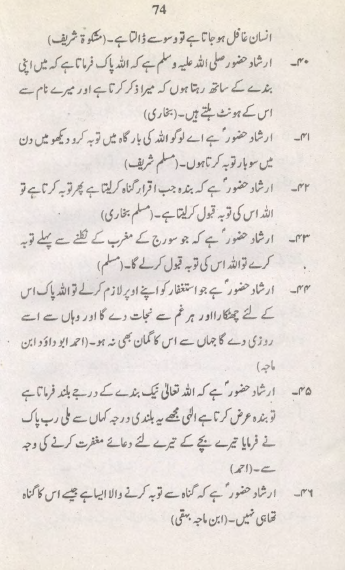 74
انسان غافل ہو جاتا ہے تو وسوسے ڈالتا ہے۔ (مشکوٰۃ شریف)
۴۰۔ ارشاد حضور صلی اللہ علیہ وسلم ہے کہ اللہ پاک فرماتا ہے کہ میں اپنی
بندے کے ساتھ رہتا ہوں کہ میرا ذکر کرتا ہے اور میرے نام سے
اس کے ہونٹ ہلتے ہیں۔ (بخاری)
۴۱۔ ارشاد حضورؐ ہے اے لوگو اللہ کی بارگاہ میں توبہ کرو دیکھو میں دن
میں سو بار توبہ کرتا ہوں۔ (مسلم شریف)
۴۲۔ ارشاد حضورؐ ہے کہ بندہ جب اقرار گناہ کر لیتا ہے پھر توبہ کرتا ہے تو
اللہ اس کی توبہ قبول کر لیتا ہے۔ (مسلم بخاری)
۴۳۔ ارشاد حضورؐ ہے کہ جو سورج کے مغرب کے نکلنے سے پہلے توبہ
کرے تو اللہ اس کی توبہ قبول کرلے گا۔ (مسلم)
۴۴۔ ارشاد حضورؐ ہے جو استغفار کو اپنے اوپر لازم کرلے تو اللہ پاک اس
کے لئے چھٹکارا اور ہر غم سے نجات دے گا اور وہاں سے اسے
روزی دے گا جہاں سے اس کا گمان بھی نہ ہو۔ (احمد ابو داؤد ابن
ماجہ)
۴۵۔ ارشاد حضورؐ ہے کہ اللہ تعالیٰ نیک بندے کے درجے بلند فرماتا ہے
تو بندہ عرض کرتا ہے الٰہی مجھے یہ بلندی درجہ کہاں سے ملی رب پاک
نے فرمایا تیرے بچے کے تیرے لئے دعائے مغفرت کرنے کی وجہ
سے۔ (احمد)
۴۶۔ ارشاد حضورؐ ہے کہ گناہ سے توبہ کرنے والا ایسا ہے جیسے اس کا گناہ
تھا ہی نہیں۔ (ابن ماجہ بہقی)